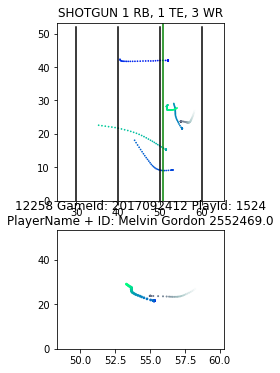 SHOTGUN 1 RB, 1 TE, 3 WR
50
40
30
20
10
0
30 40 50 60
12258 GameId: 2017092412 PlayId: 1524
PlayerName + ID: Melvin Gordon 2552469.0
40
20
0
50.0 52.5 55.0 57.5 60.0